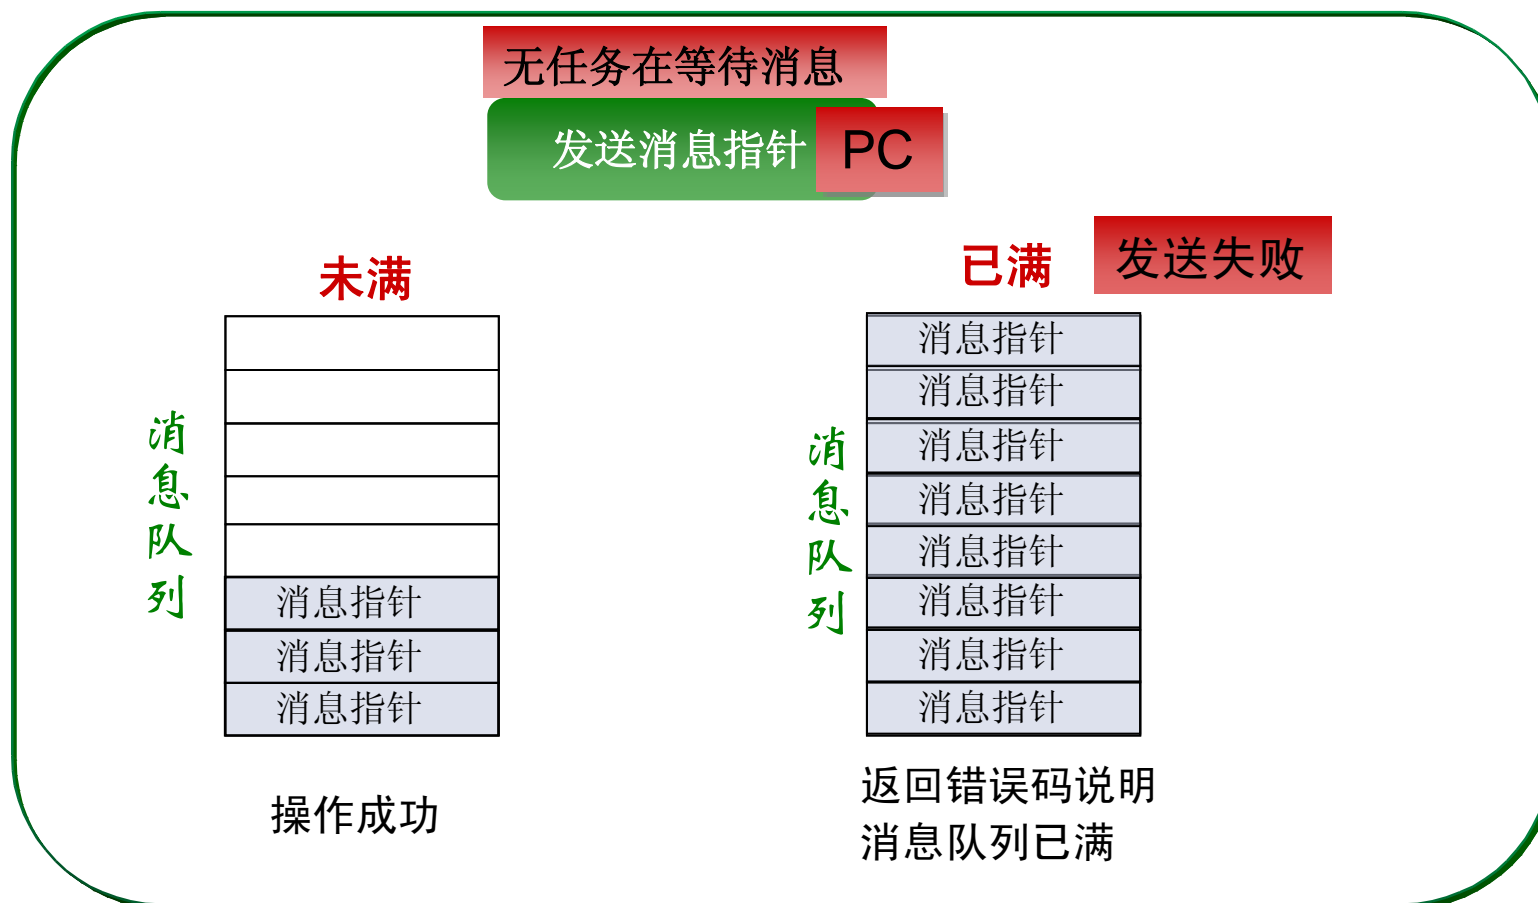 无任务在等待消息
发送消息指针
PC
未满
消息队列
消息指针
消息指针
消息指针
操作成功
已满
发送失败
消息队列
消息指针
消息指针
消息指针
消息指针
消息指针
消息指针
消息指针
消息指针
返回错误码说明
消息队列已满